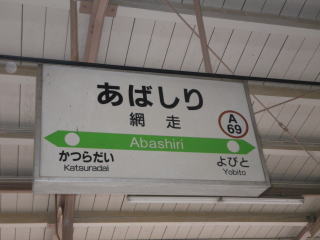 あばしり
網走
A
69
Abashiri
かつらだい
Katsuradai
よびと
Yobito